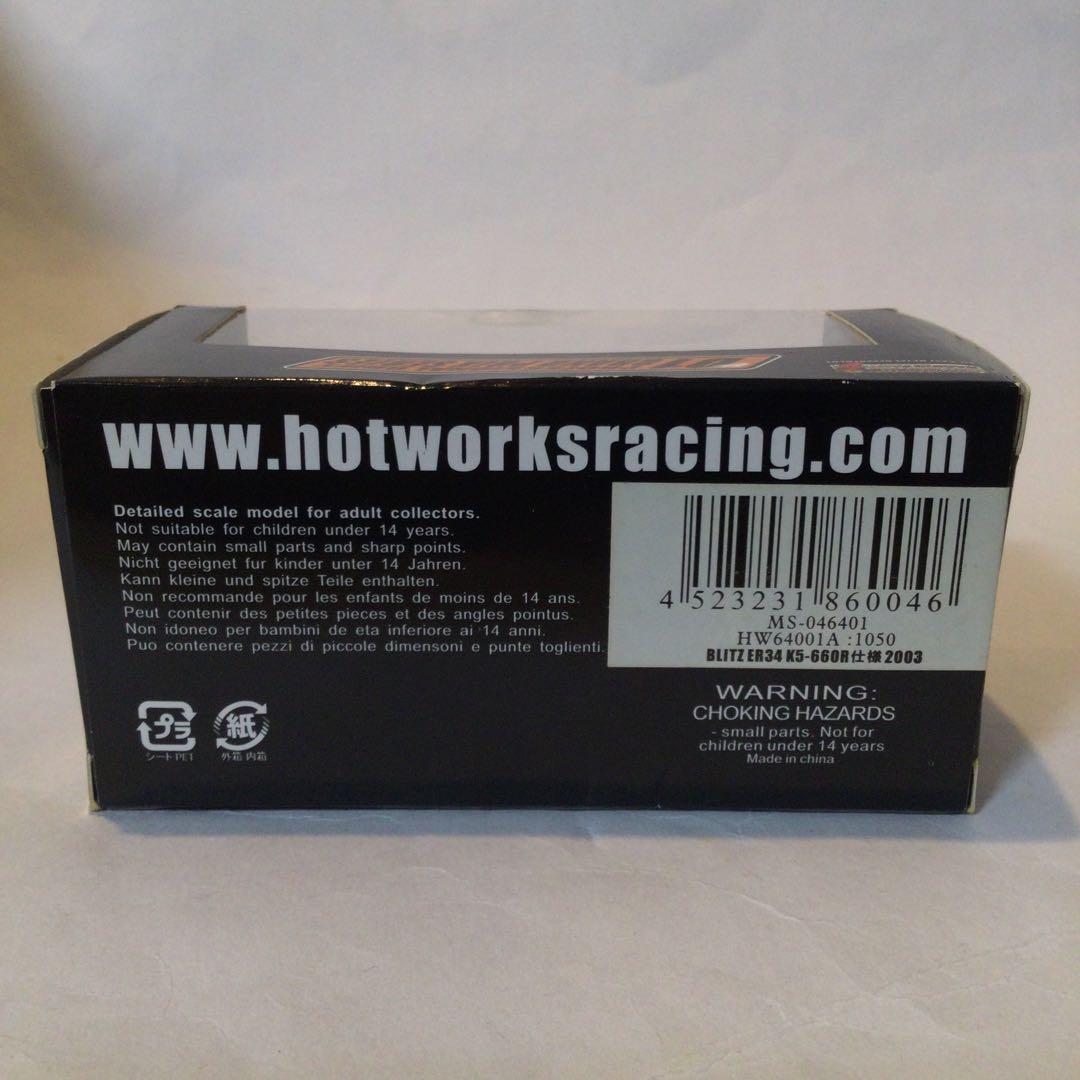 www.hotworksracing.com
Detailed scale model for adult collectors.
Not suitable for children under 14 years.
May contain small parts and sharp points.
Nicht geeignet fur kinder unter 14 Jahren.
Kann kleine und spitze Teile enthalten.
Non recommande pour les enfants de moins de 14 ans.
Peut contenir des petites pieces et des angles pointus.
Non idoneo per bambini de eta inferiore ai 14 anni.
Puo contenere pezzi di piccole dimensoni e punte toglienti.
4 523231 860046
MS-046401
HW64001A :1050
BLITZ ER34 K5-660R仕様 2003
プラ
シート PET
紙
外箱 内箱
WARNING:
CHOKING HAZARDS
- small parts. Not for
children under 14 years
Made in china